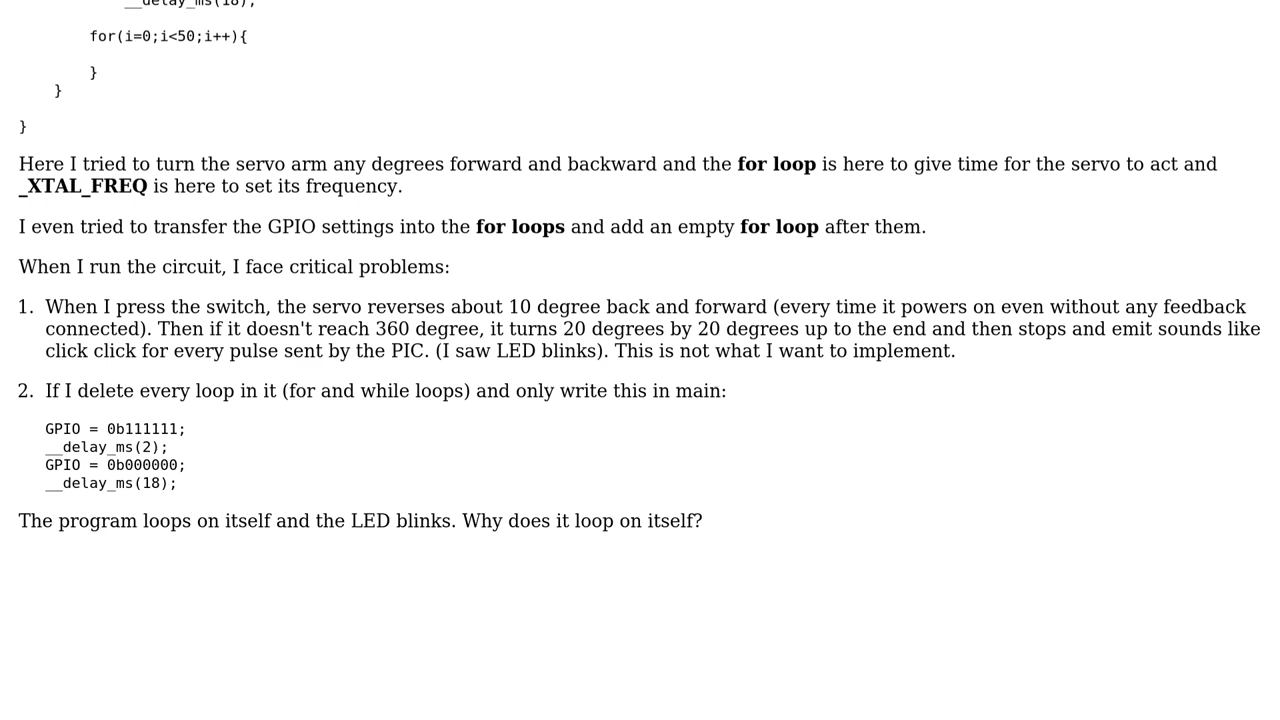 __delay_ms(18);
for(i=0;i<50;i++){
}
}
}
Here I tried to turn the servo arm any degrees forward and backward and the for loop is here to give time for the servo to act and
_XTAL_FREQ is here to set its frequency.
I even tried to transfer the GPIO settings into the for loops and add an empty for loop after them.
When I run the circuit, I face critical problems:
1. When I press the switch, the servo reverses about 10 degree back and forward (every time it powers on even without any feedback
connected). Then if it doesn't reach 360 degree, it turns 20 degrees by 20 degrees up to the end and then stops and emit sounds like
click click for every pulse sent by the PIC. (I saw LED blinks). This is not what I want to implement.
2. If I delete every loop in it (for and while loops) and only write this in main:
GPIO = 0b111111;
__delay_ms(2);
GPIO = 0b000000;
__delay_ms(18);
The program loops on itself and the LED blinks. Why does it loop on itself?